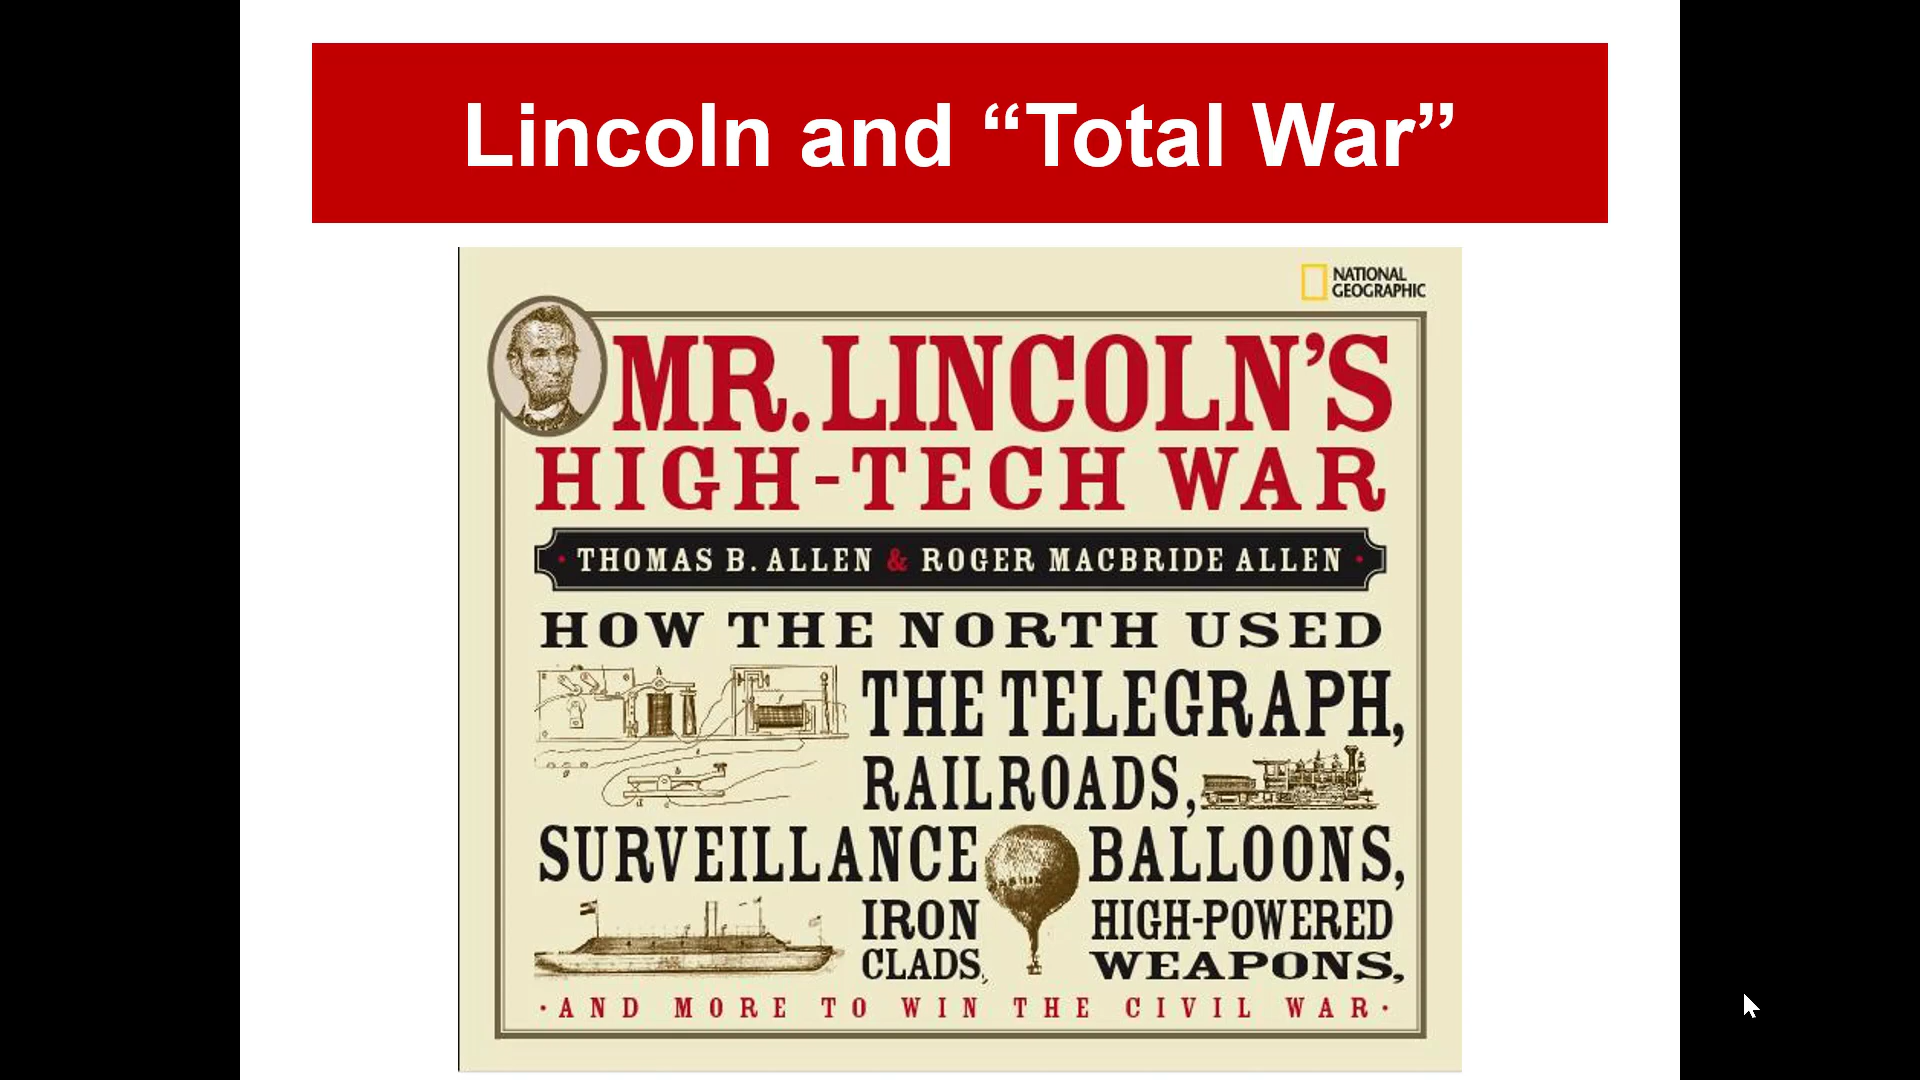 Lincoln and “Total War”
NATIONAL
GEOGRAPHIC
MR. LINCOLN’S
HIGH-TECH WAR
· THOMAS B. ALLEN & ROGER MACBRIDE ALLEN ·
HOW THE NORTH USED
THE TELEGRAPH,
RAILROADS,
SURVEILLANCE BALLOONS,
IRON
CLADS,
HIGH-POWERED
WEAPONS,
·AND MORE TO WIN THE CIVIL WAR·